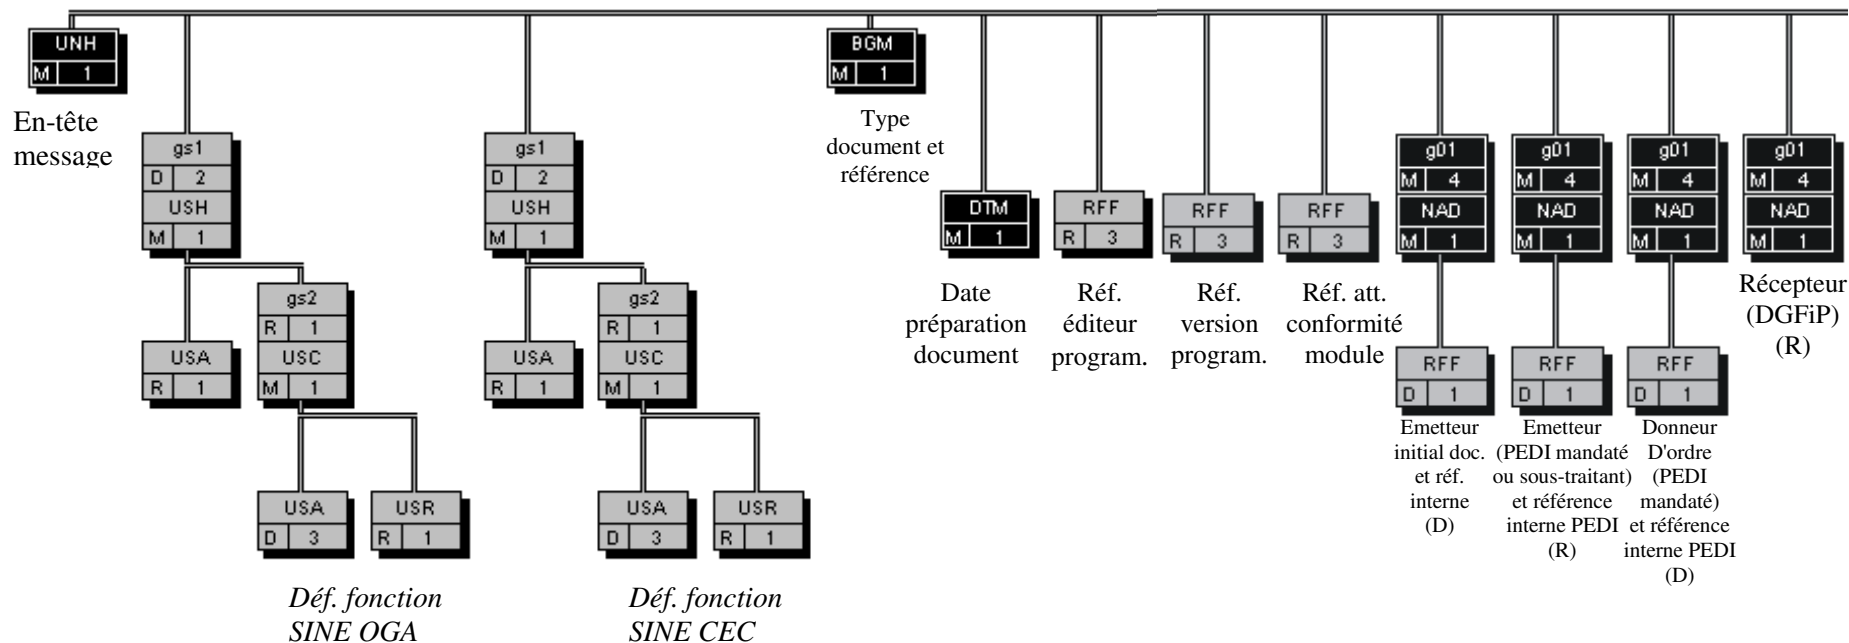 UNH
M 1
En-tête
message
gs1
D 2
USH
M 1
USA
R 1
gs2
R 1
USC
M 1
USA
D 3
USR
R 1
Déf. fonction
SINE OGA
gs1
D 2
USH
M 1
USA
R 1
gs2
R 1
USC
M 1
USA
D 3
USR
R 1
Déf. fonction
SINE CEC
BGM
M 1
Type
document et
référence
DTM
M 1
Date
préparation
document
RFF
R 3
Réf.
éditeur
program.
RFF
R 3
Réf.
version
program.
RFF
R 3
Réf. att.
conformité
module
g01
M 4
NAD
M 1
RFF
D 1
Emetteur
initial doc.
et réf.
interne
(D)
g01
M 4
NAD
M 1
RFF
D 1
Emetteur
(PEDI mandaté
ou sous-traitant)
et référence
interne PEDI
(R)
g01
M 4
NAD
M 1
RFF
D 1
Donneur
D'ordre
(PEDI
mandaté)
et référence
interne PEDI
(D)
g01
M 4
NAD
M 1
Récepteur
(DGFiP)
(R)